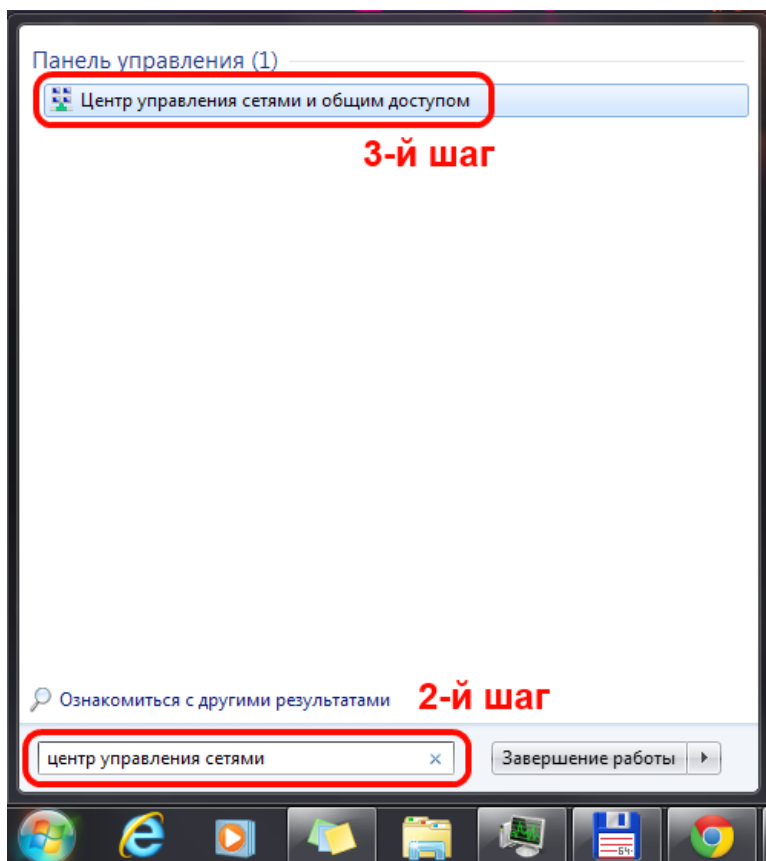 Панель управления (1)
Центр управления сетями и общим доступом
3-й шаг
Ознакомиться с другими результатами
2-й шаг
центр управления сетями
Завершение работы
64